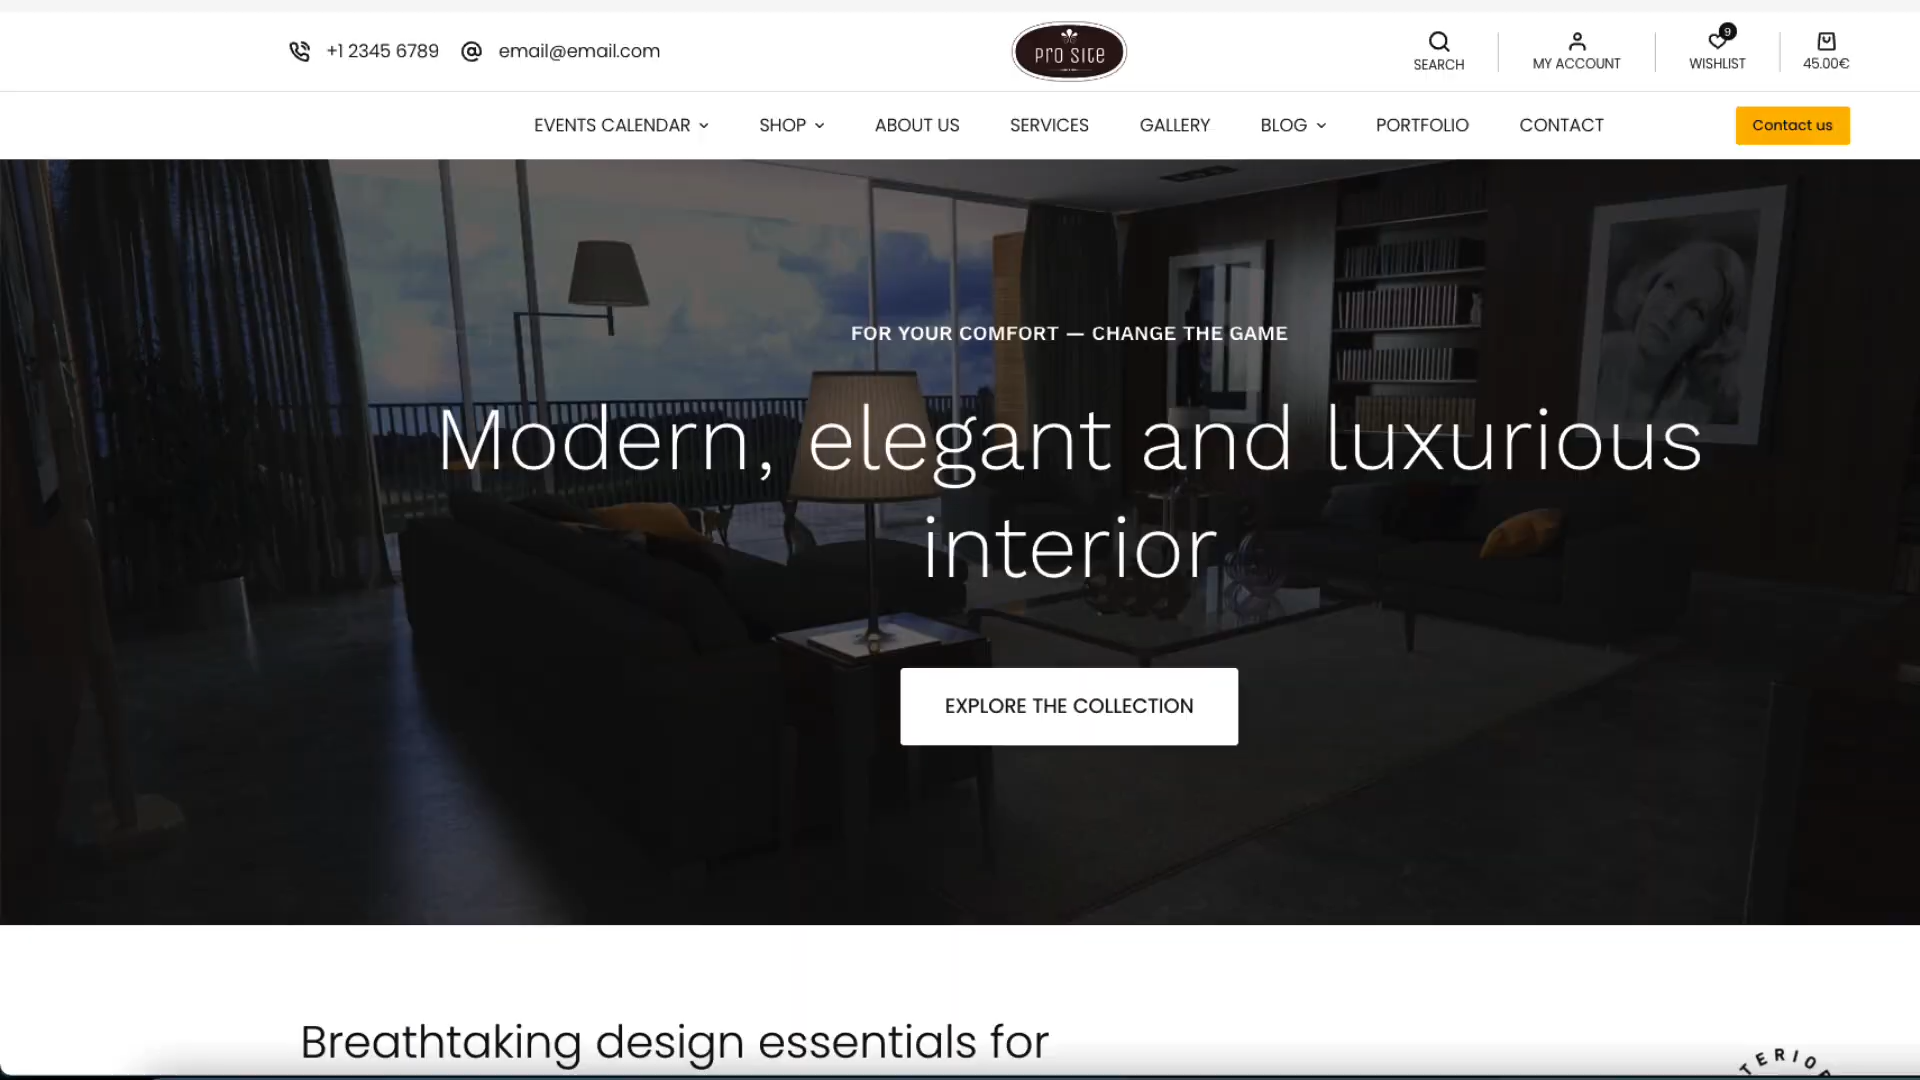 +1 2345 6789
email@email.com
pro site
SEARCH
MY ACCOUNT
9
WISHLIST
45.00€
EVENTS CALENDAR
SHOP
ABOUT US
SERVICES
GALLERY
BLOG
PORTFOLIO
CONTACT
Contact us
FOR YOUR COMFORT — CHANGE THE GAME
Modern, elegant and luxurious
interior
EXPLORE THE COLLECTION
Breathtaking design essentials for